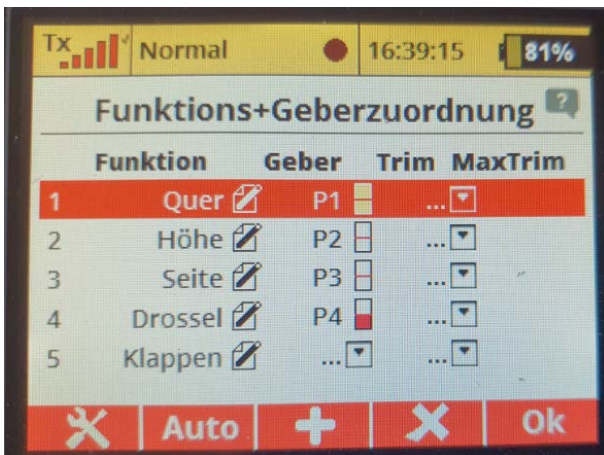 Tx Normal 16:39:15 81%
Funktions+Geberzuordnung ?
Funktion Geber Trim MaxTrim
1 Quer P1 ...
2 Höhe P2 ...
3 Seite P3 ...
4 Drossel P4 ...
5 Klappen ... ...
Auto Ok